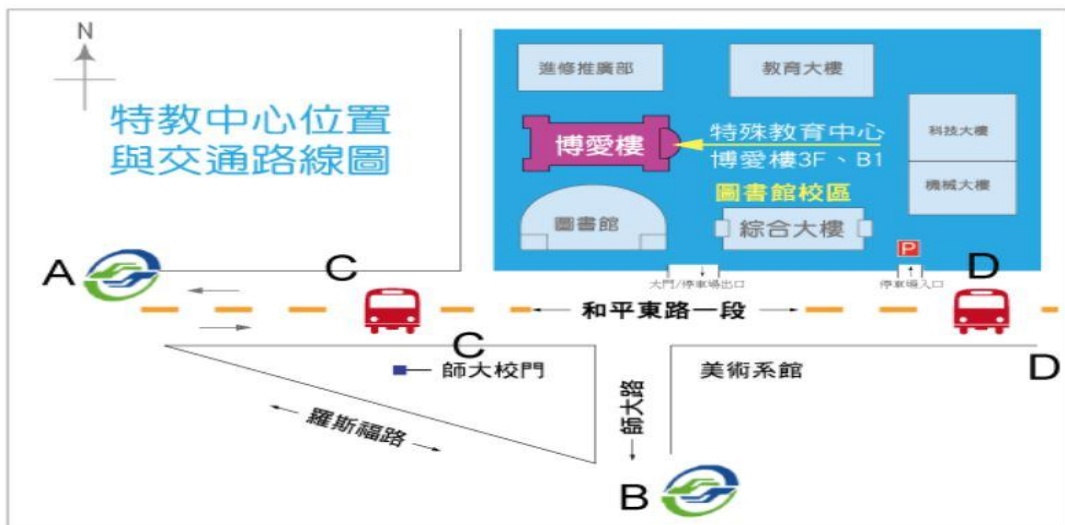 N
特教中心位置
與交通路線圖
進修推廣部
教育大樓
博愛樓
特殊教育中心
博愛樓3F、B1
科技大樓
機械大樓
圖書館校區
圖書館
綜合大樓
P
A
C
D
大門/停車場出口
停車場入口
和平東路一段
C
師大校門
美術系館
D
羅斯福路
師大路
B